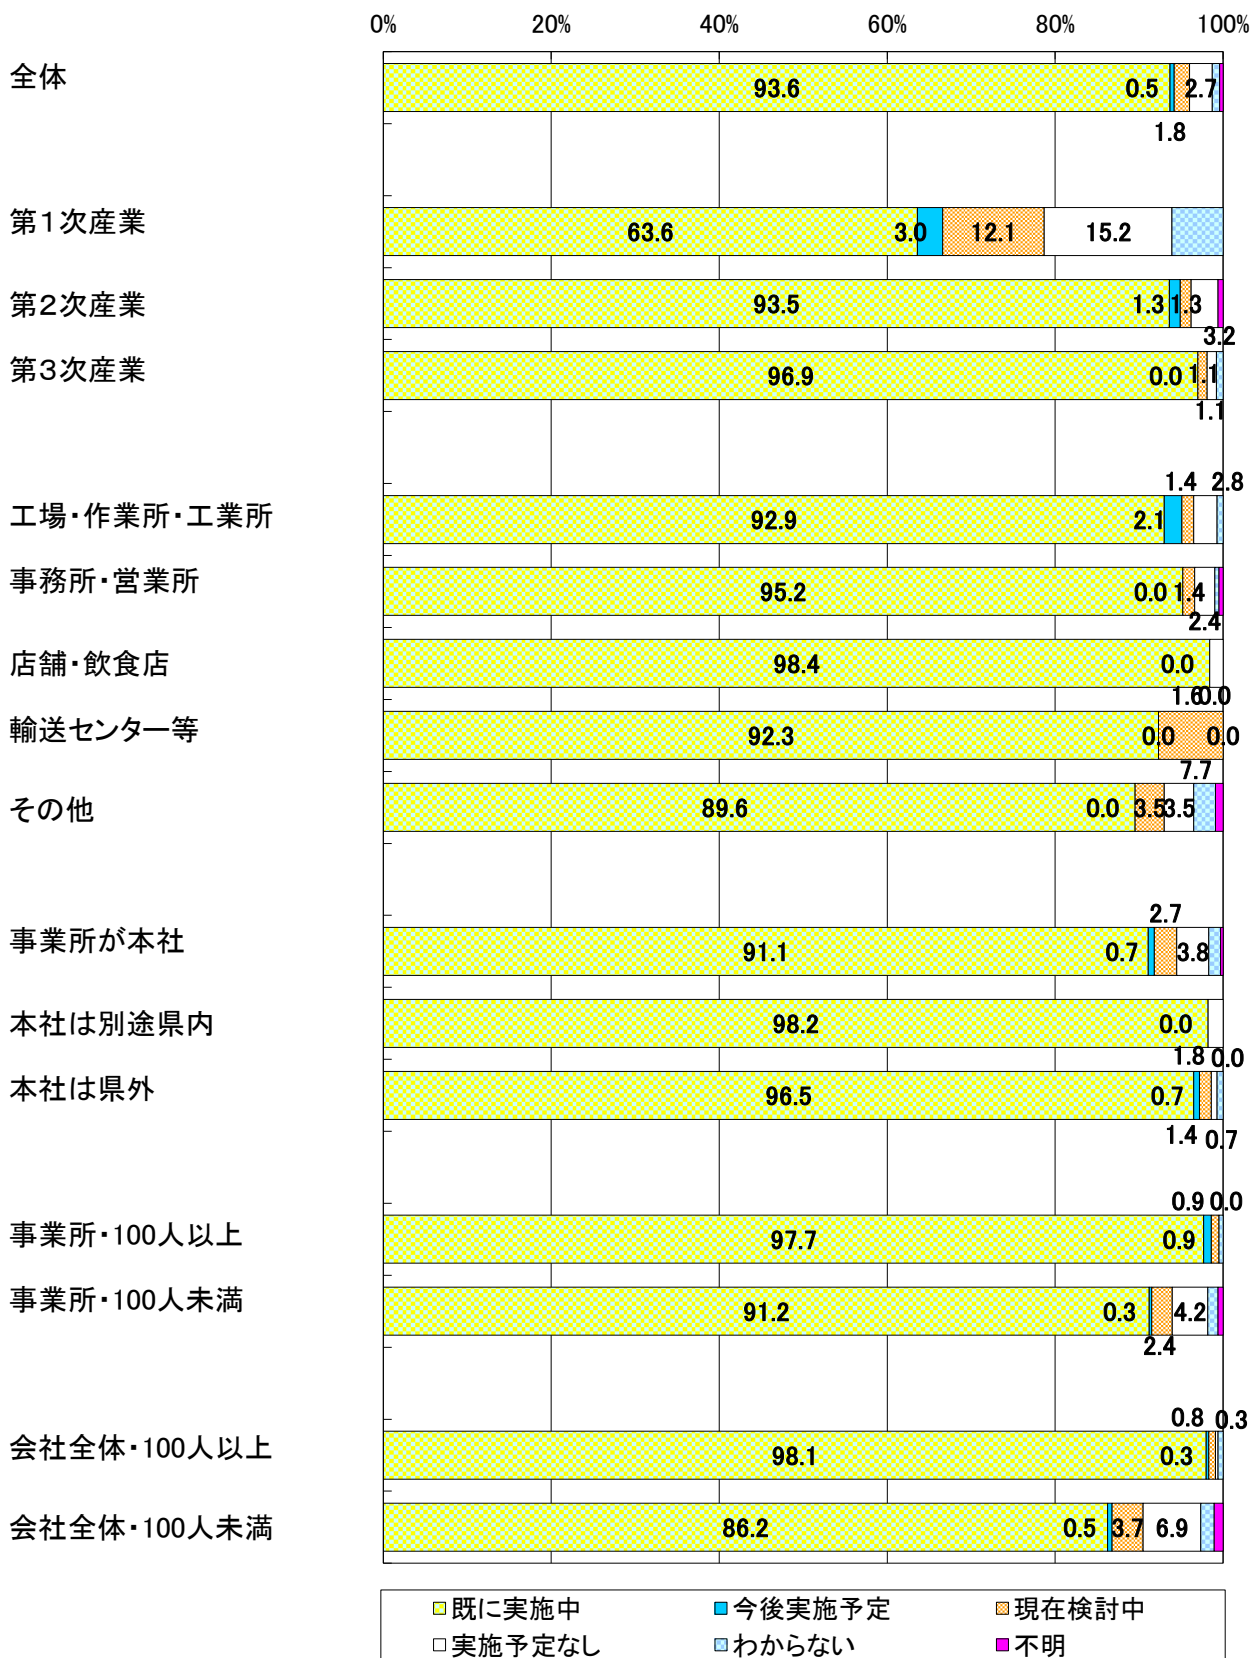 0% 20% 40% 60% 80% 100%
全体 93.6 0.5 2.7
1.8
第1次産業 63.6 3.0 12.1 15.2
第2次産業 93.5 1.3 1.3
3.2
第3次産業 96.9 0.0 1.1
1.1
1.4 2.8
工場・作業所・工業所 92.9 2.1
事務所・営業所 95.2 0.0 1.4
2.4
店舗・飲食店 98.4 0.0
1.6 0.0
輸送センター等 92.3 0.0 0.0
7.7
その他 89.6 0.0 3.5 3.5
2.7
事業所が本社 91.1 0.7 3.8
本社は別途県内 98.2 0.0
1.8 0.0
本社は県外 96.5 0.7
1.4 0.7
0.9 0.0
事業所・100人以上 97.7 0.9
事業所・100人未満 91.2 0.3 4.2
2.4
0.8 0.3
会社全体・100人以上 98.1 0.3
会社全体・100人未満 86.2 0.5 3.7 6.9
既に実施中 今後実施予定 現在検討中
実施予定なし わからない 不明